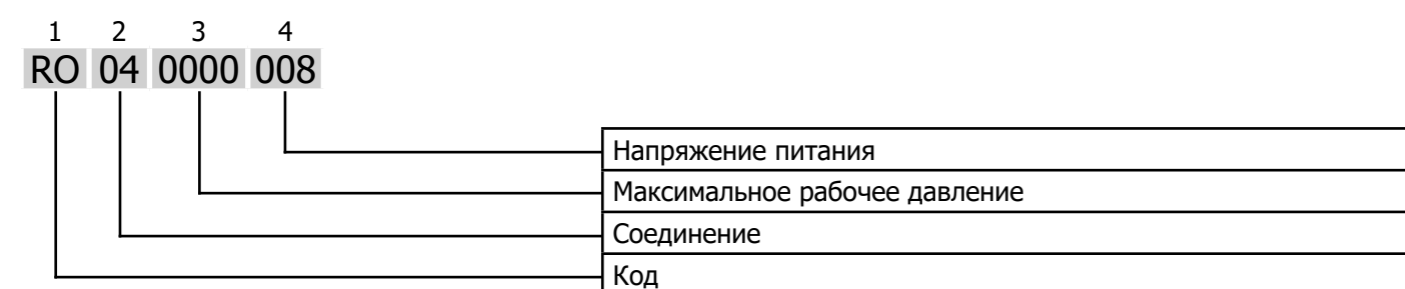 1 2 3 4
RO 04 0000 008
Напряжение питания
Максимальное рабочее давление
Соединение
Код